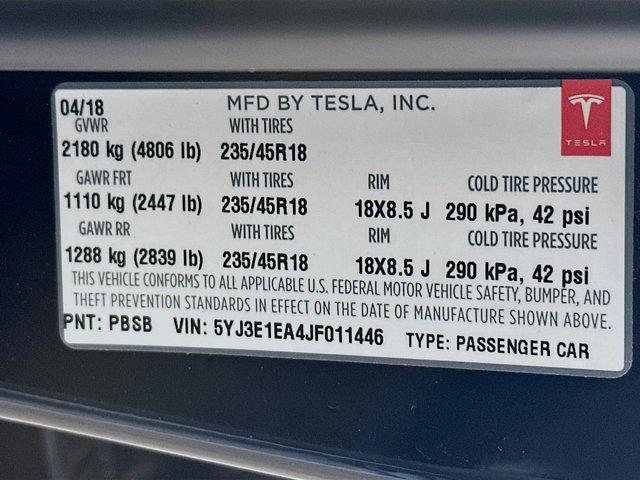 04/18 MFD BY TESLA, INC.
TESLA
GVWR WITH TIRES
2180 kg (4806 lb) 235/45R18
GAWR FRT WITH TIRES RIM COLD TIRE PRESSURE
1110 kg (2447 lb) 235/45R18 18X8.5 J 290 kPa, 42 psi
GAWR RR WITH TIRES RIM COLD TIRE PRESSURE
1288 kg (2839 lb) 235/45R18 18X8.5 J 290 kPa, 42 psi
THIS VEHICLE CONFORMS TO ALL APPLICABLE U.S. FEDERAL MOTOR VEHICLE SAFETY, BUMPER, AND
THEFT PREVENTION STANDARDS IN EFFECT ON THE DATE OF MANUFACTURE SHOWN ABOVE.
PNT: PBSB VIN: 5YJ3E1EA4JF011446 TYPE: PASSENGER CAR